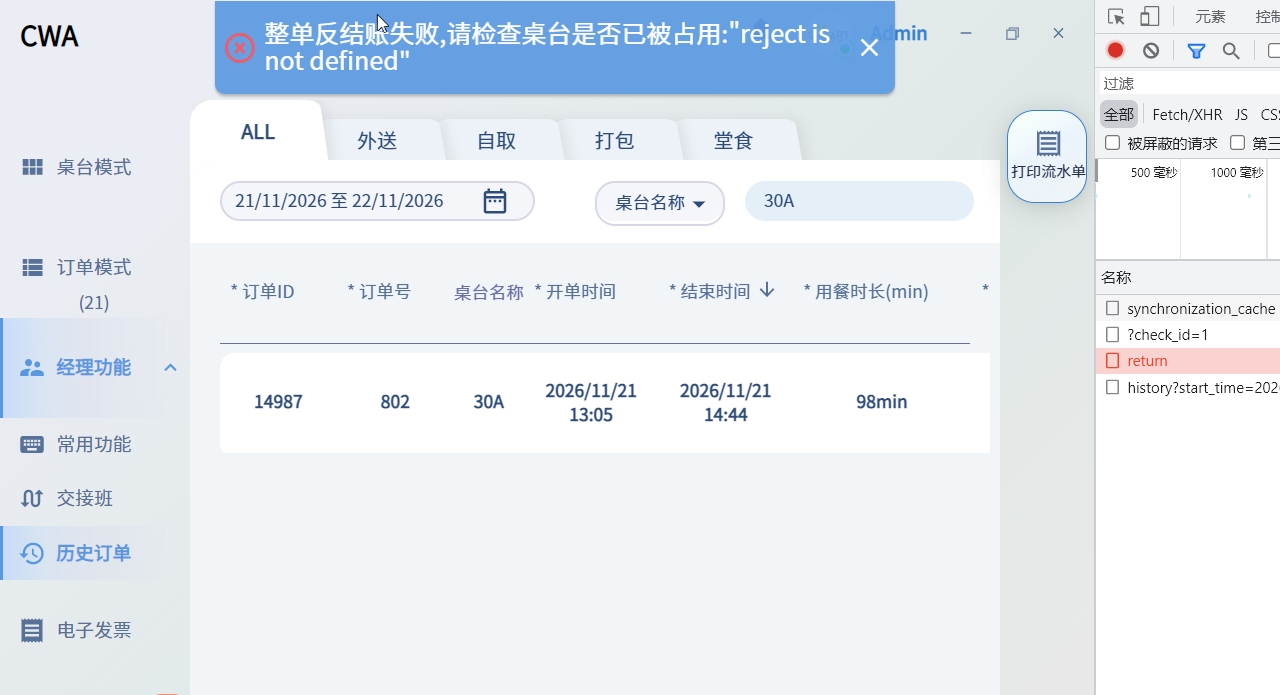 CWA
整单反结账失败,请检查桌台是否已被占用:"reject is
not defined"
Admin
元素
过滤
全部
Fetch/XHR
JS
被屏蔽的请求
500 毫秒
1000 毫秒
名称
synchronization_cache
?check_id=1
return
history?start_time=202
桌台模式
订单模式
(21)
经理功能
常用功能
交接班
历史订单
电子发票
ALL
外送
自取
打包
堂食
打印流水单
21/11/2026 至 22/11/2026
桌台名称
30A
* 订单ID
* 订单号
桌台名称
* 开单时间
* 结束时间
* 用餐时长(min)
*
14987
802
30A
2026/11/21
13:05
2026/11/21
14:44
98min